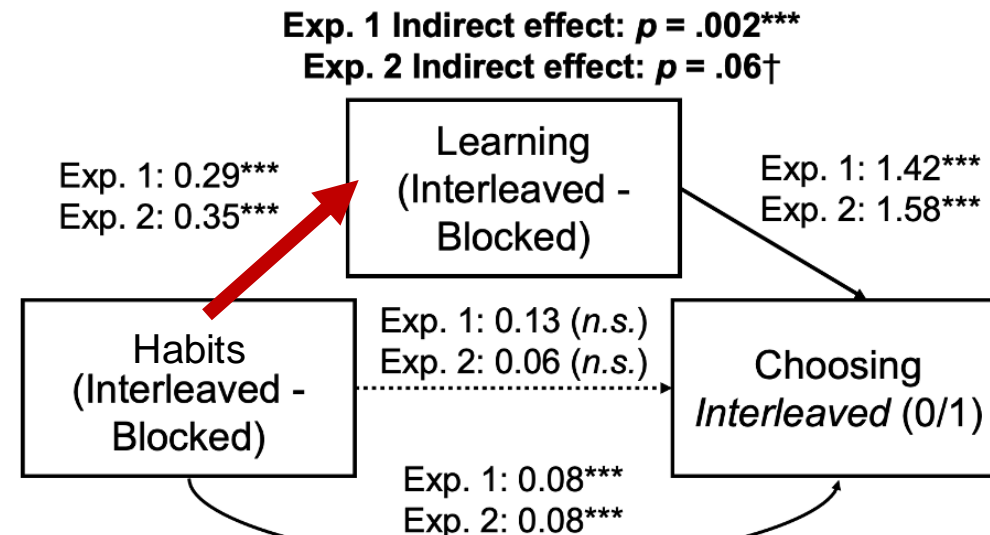 Exp. 1 Indirect effect: p = .002***
Exp. 2 Indirect effect: p = .06†
Learning
(Interleaved -
Blocked)
Exp. 1: 0.29***
Exp. 2: 0.35***
Exp. 1: 1.42***
Exp. 2: 1.58***
Habits
(Interleaved -
Blocked)
Exp. 1: 0.13 (n.s.)
Exp. 2: 0.06 (n.s.)
Choosing
Interleaved (0/1)
Exp. 1: 0.08***
Exp. 2: 0.08***